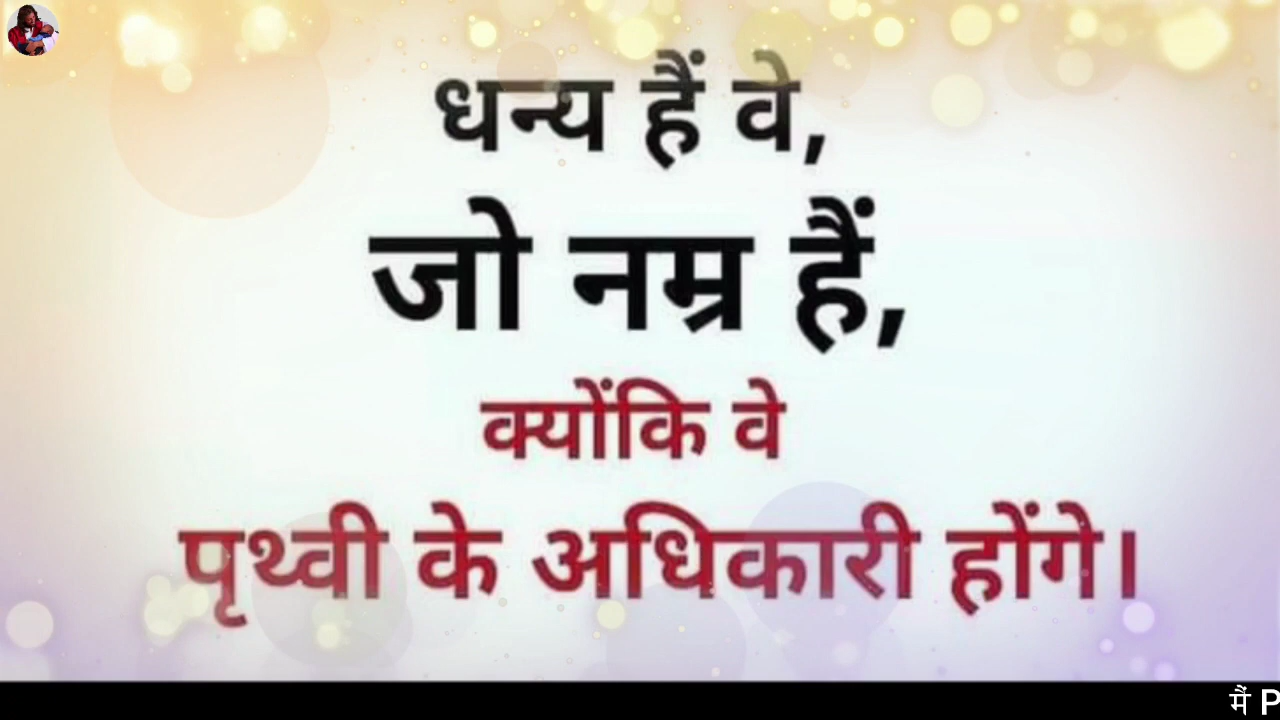 धन्य हैं वे,
जो नम्र हैं,
क्योंकि वे
पृथ्वी के अधिकारी होंगे।
मैं P